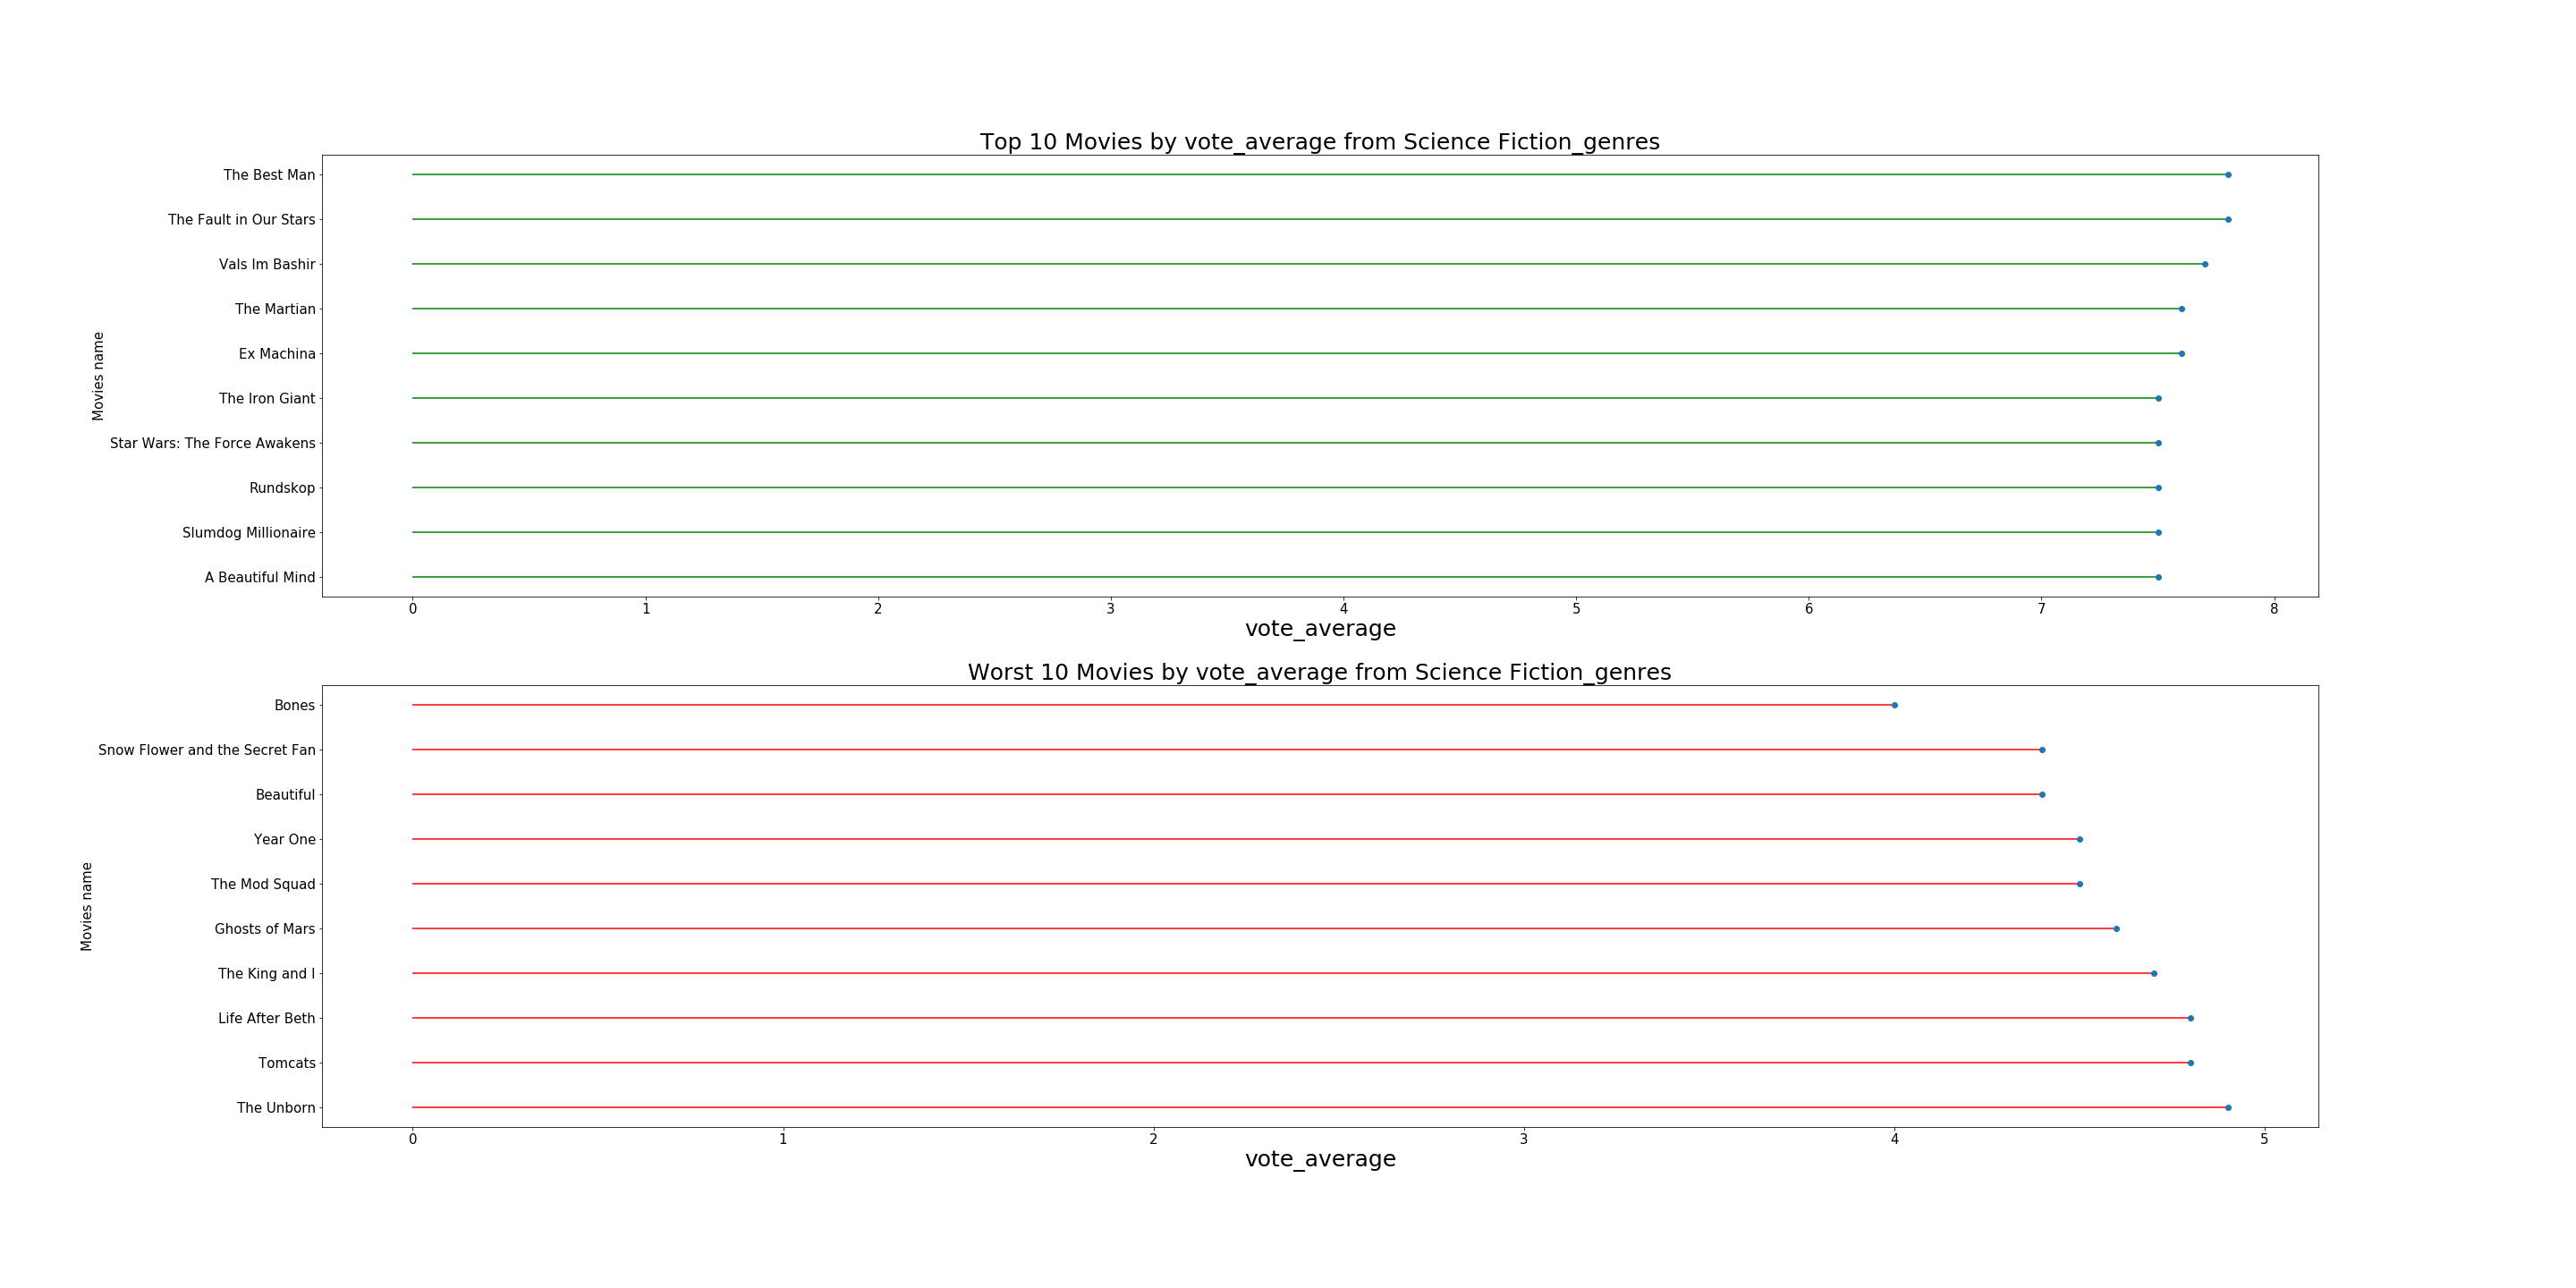 Top 10 Movies by vote_average from Science Fiction_genres
Movies name
The Best Man
The Fault in Our Stars
Vals Im Bashir
The Martian
Ex Machina
The Iron Giant
Star Wars: The Force Awakens
Rundskop
Slumdog Millionaire
A Beautiful Mind
0 1 2 3 4 5 6 7 8
vote_average
Worst 10 Movies by vote_average from Science Fiction_genres
Movies name
Bones
Snow Flower and the Secret Fan
Beautiful
Year One
The Mod Squad
Ghosts of Mars
The King and I
Life After Beth
Tomcats
The Unborn
0 1 2 3 4 5
vote_average